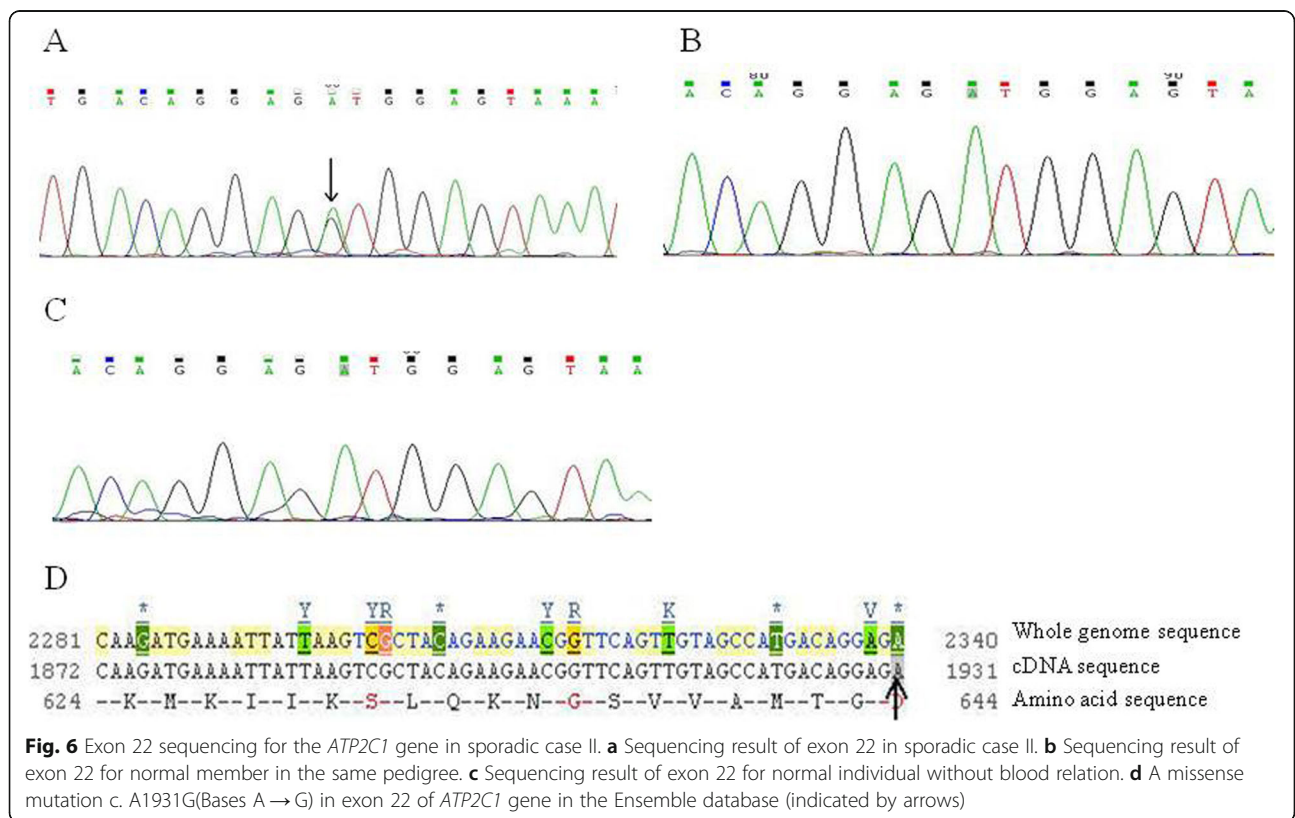 A
B
T G A C A G G A G A T G G A G T A A A
80 90
A C A G G A G A T G G A G T A
C
A C A G G A G A T G G A G T A A
D
* Y YR * Y R K * V *
2281 CAAGATGAAAATTATTAAGTCGCTACAGAAGAACGGTTCAGTTGTAGCCATGACAGGAGA 2340 Whole genome sequence
1872 CAAGATGAAAATTATTAAGTCGCTACAGAAGAACGGTTCAGTTGTAGCCATGACAGGAGA 1931 cDNA sequence
624 --K--M--K--I--I--K--S--L--Q--K--N--G--S--V--V--A--M--T--G--D 644 Amino acid sequence
Fig. 6 Exon 22 sequencing for the ATP2C1 gene in sporadic case II. a Sequencing result of exon 22 in sporadic case II. b Sequencing result of
exon 22 for normal member in the same pedigree. c Sequencing result of exon 22 for normal individual without blood relation. d A missense
mutation c. A1931G(Bases A → G) in exon 22 of ATP2C1 gene in the Ensemble database (indicated by arrows)